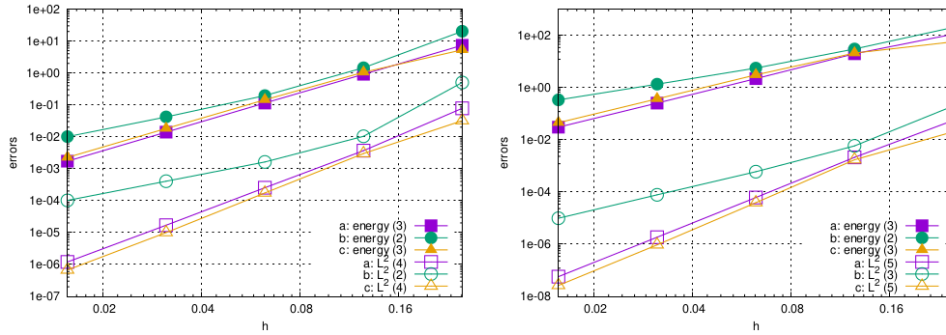 1e+02
1e+01
1e+00
1e-01
1e-02
1e-03
1e-04
1e-05
1e-06
1e-07
errors
0.02
0.04
0.08
0.16
h
a: energy (3)
b: energy (2)
c: energy (3)
a: L² (4)
b: L² (2)
c: L² (4)
1e+02
1e+00
1e-02
1e-04
1e-06
1e-08
errors
0.02
0.04
0.08
0.16
h
a: energy (3)
b: energy (2)
c: energy (3)
a: L² (5)
b: L² (3)
c: L² (5)